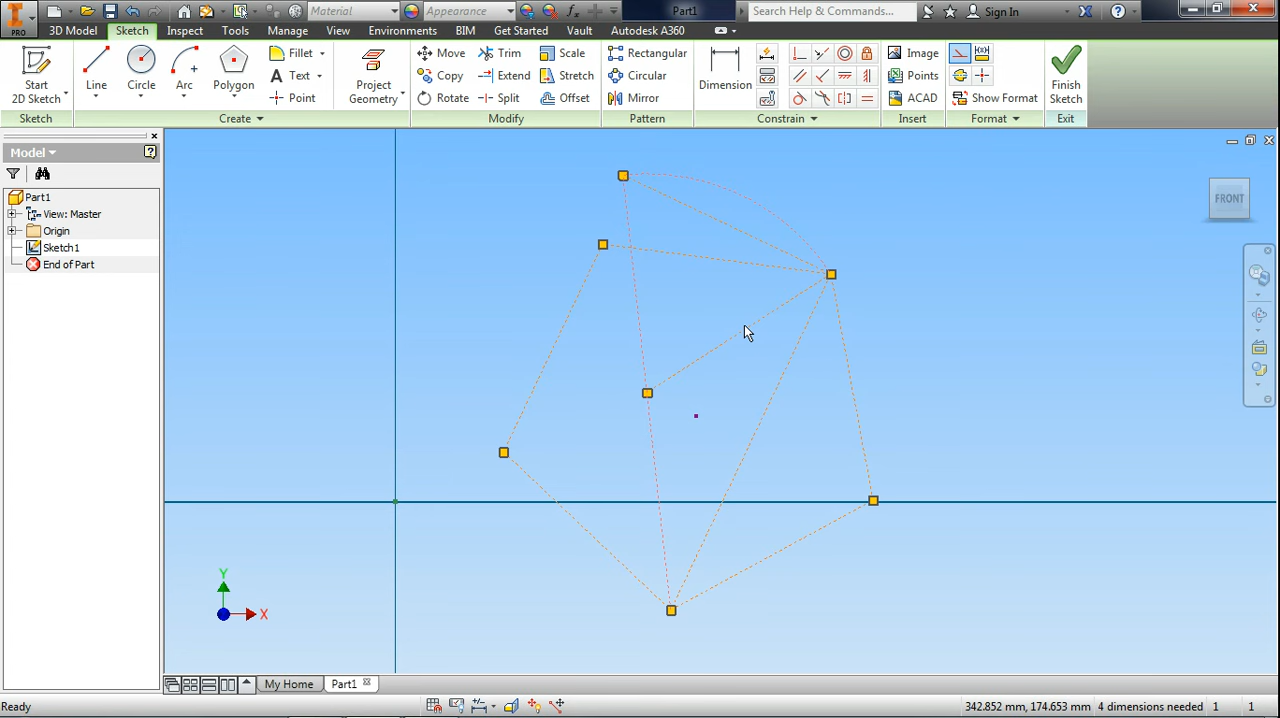 Material
Appearance
Part1
Search Help & Commands...
Sign In
PRO
3D Model
Sketch
Inspect
Tools
Manage
View
Environments
BIM
Get Started
Vault
Autodesk A360
Start
2D Sketch
Line
Circle
Arc
Polygon
Fillet
Text
Point
Project
Geometry
Move
Copy
Rotate
Trim
Extend
Split
Scale
Stretch
Offset
Rectangular
Circular
Mirror
Dimension
Image
Points
ACAD
Show Format
Finish
Sketch
Sketch
Create
Modify
Pattern
Constrain
Insert
Format
Exit
Model
Part1
View: Master
Origin
Sketch1
End of Part
FRONT
Y
X
My Home
Part1
Ready
342.852 mm, 174.653 mm
4 dimensions needed
1
1